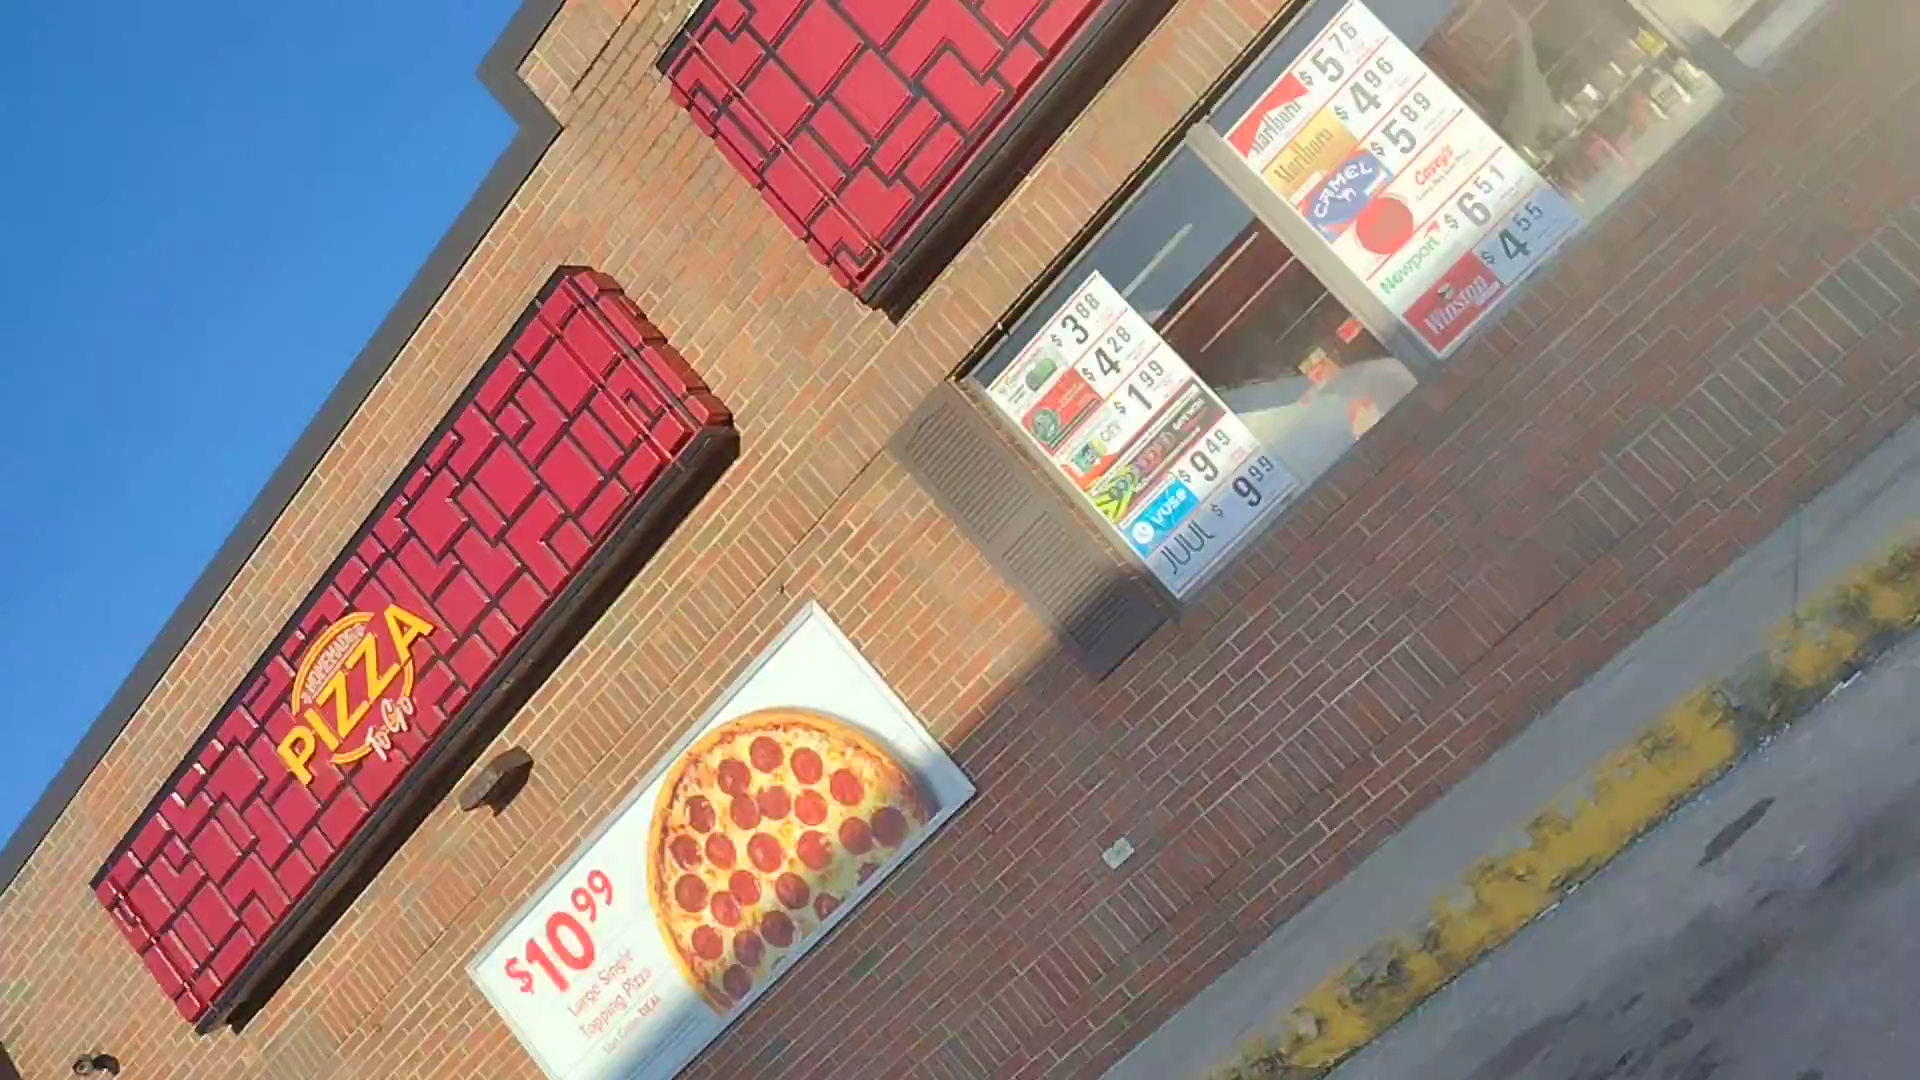 HOMEMADE
PIZZA
To-Go
$10.99
Large Single
Topping Pizza
$3.88
$4.28
$1.99
VUSE $9.49
JUUL $9.99
Marlboro $5.76
Marlboro $4.96
CAMEL $5.89
Casey's
Newport $6.51
Winston $4.55